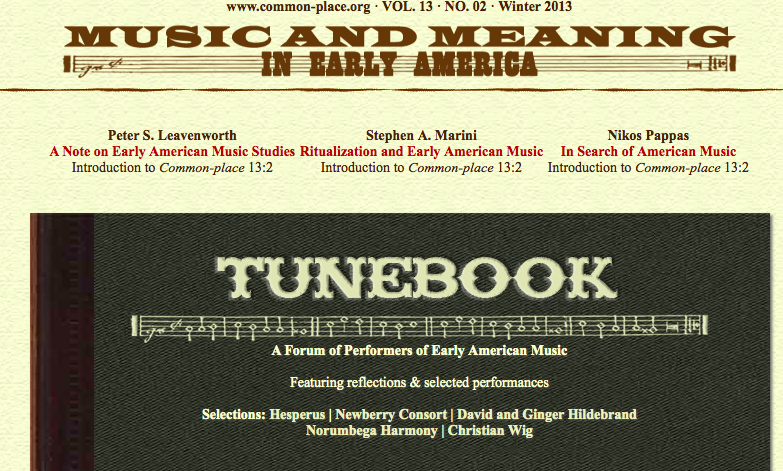 www.common-place.org · VOL. 13 · NO. 02 · Winter 2013
MUSIC AND MEANING
IN EARLY AMERICA
Peter S. Leavenworth
A Note on Early American Music Studies
Introduction to Common-place 13:2
Stephen A. Marini
Ritualization and Early American Music
Introduction to Common-place 13:2
Nikos Pappas
In Search of American Music
Introduction to Common-place 13:2
TUNEBOOK
A Forum of Performers of Early American Music
Featuring reflections & selected performances
Selections: Hesperus | Newberry Consort | David and Ginger Hildebrand
Norumbega Harmony | Christian Wig